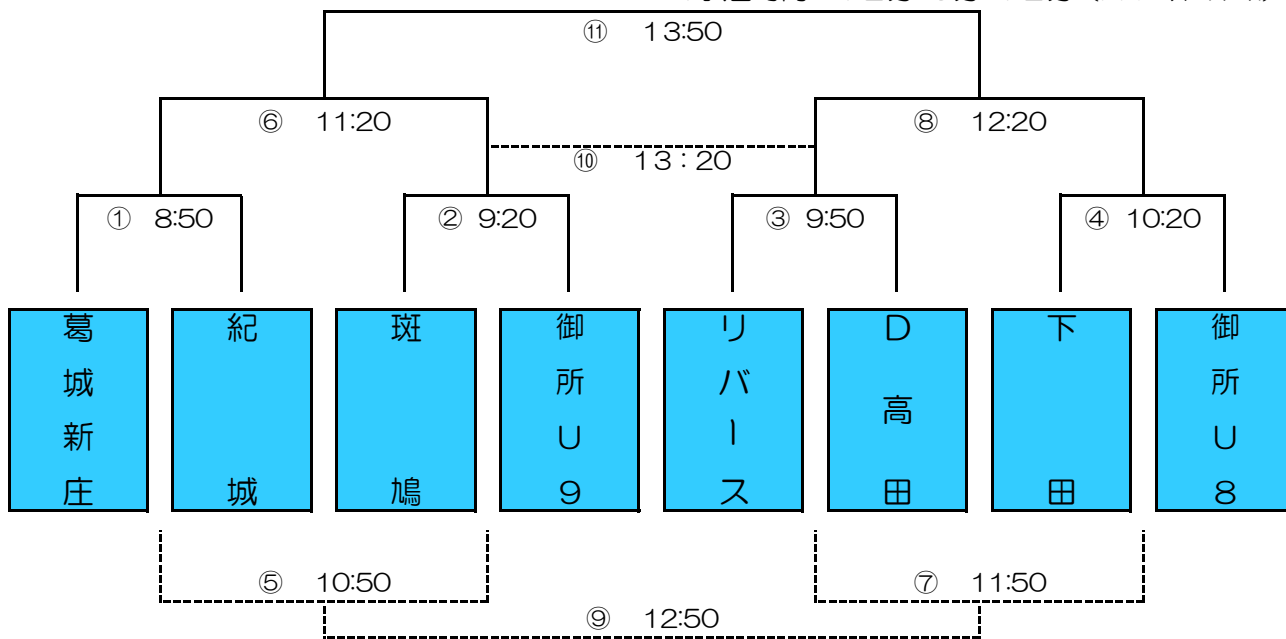 ⑪ 13:50
⑥ 11:20
⑧ 12:20
⑩ 13：20
① 8:50
② 9:20
③ 9:50
④ 10:20
葛城新庄
紀城
斑鳩
御所U9
リバース
D高田
下田
御所U8
⑤ 10:50
⑦ 11:50
⑨ 12:50